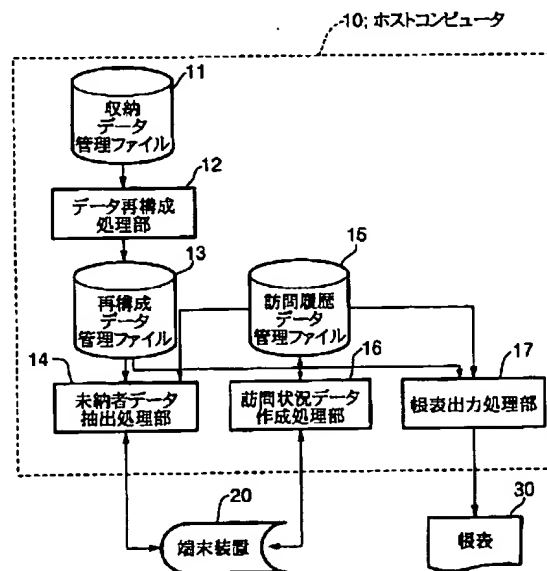 10; ホストコンピュータ
11
収納
データ
管理ファイル
12
データ再構成
処理部
13
再構成
データ
管理ファイル
15
訪問履歴
データ
管理ファイル
14
未納者データ
抽出処理部
16
訪問状況データ
作成処理部
17
帳表出力処理部
20
端末装置
30
帳表